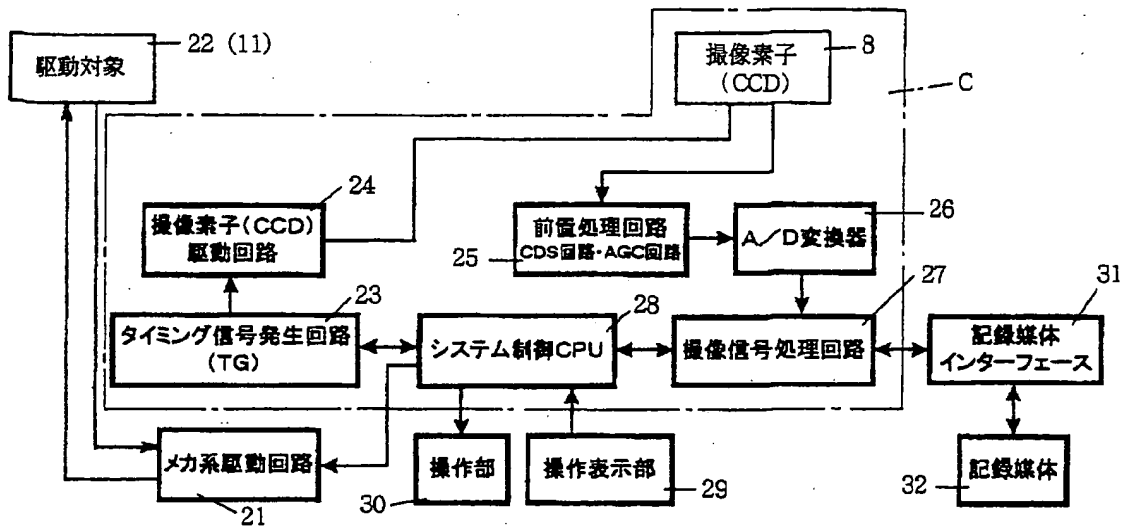 22 (11)
駆動対象
撮像素子
(CCD)
8
C
24
撮像素子(CCD)
駆動回路
前置処理回路
CDS回路・AGC回路
25
A/D変換器
26
23
タイミング信号発生回路
(TG)
28
システム制御CPU
27
撮像信号処理回路
31
記録媒体
インターフェース
メカ系駆動回路
21
操作部
30
操作表示部
29
記録媒体
32